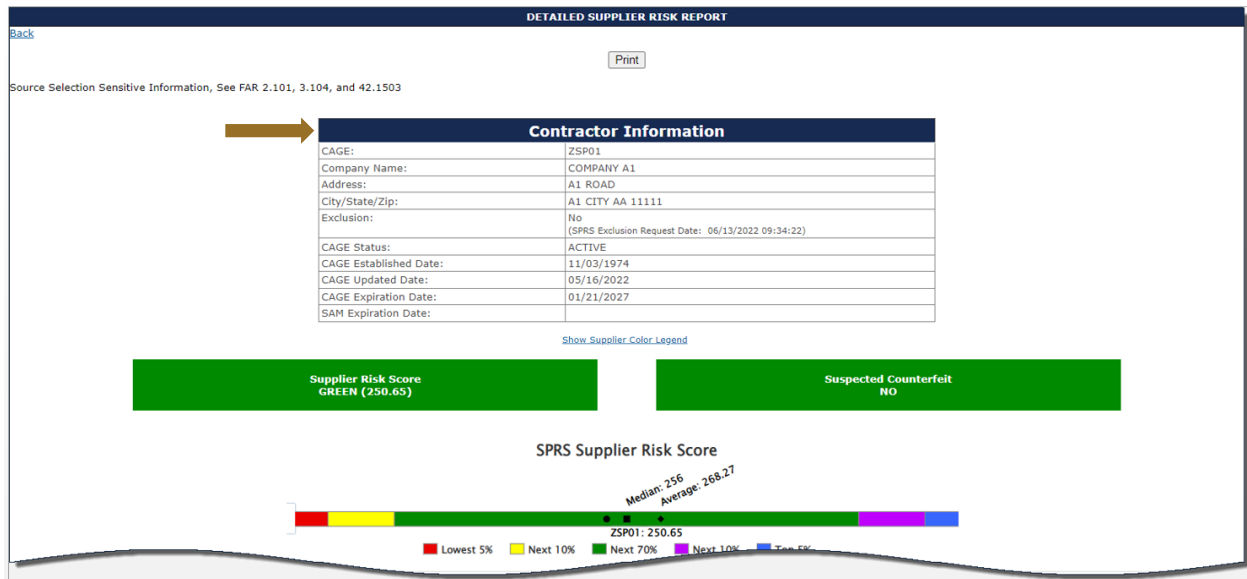 DETAILED SUPPLIER RISK REPORT
Back
Print
Source Selection Sensitive Information, See FAR 2.101, 3.104, and 42.1503
Contractor Information
CAGE: ZSP01
Company Name: COMPANY A1
Address: A1 ROAD
City/State/Zip: A1 CITY AA 11111
Exclusion: No
(SPRS Exclusion Request Date: 06/13/2022 09:34:22)
CAGE Status: ACTIVE
CAGE Established Date: 11/03/1974
CAGE Updated Date: 05/16/2022
CAGE Expiration Date: 01/21/2027
SAM Expiration Date:
Show Supplier Color Legend
Supplier Risk Score
GREEN (250.65)
Suspected Counterfeit
NO
SPRS Supplier Risk Score
Median: 256
Average: 268.27
ZSP01: 250.65
Lowest 5% Next 10% Next 70% Next 10% Top 5%